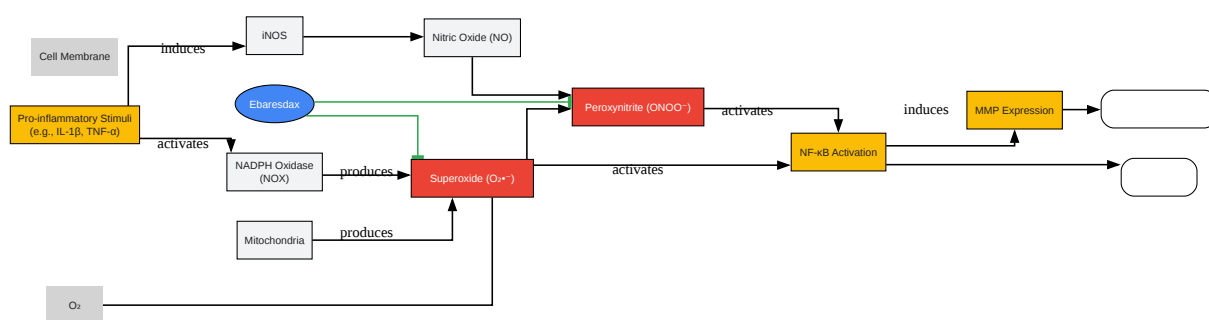 iNOS
Nitric Oxide (NO)
induces
Cell Membrane
Ebaresdax
Peroxynitrite (ONOO⁻)
activates
induces
MMP Expression
Pro-inflammatory Stimuli
(e.g., IL-1β, TNF-α)
activates
NF-κB Activation
NADPH Oxidase
(NOX)
produces
Superoxide (O₂•⁻)
activates
Mitochondria
produces
O₂